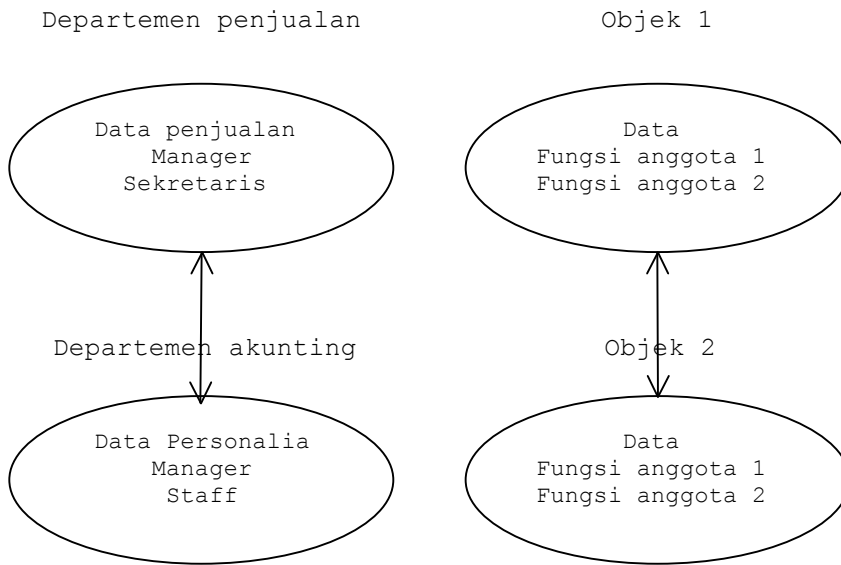 Departemen penjualan
Objek 1
Data penjualan
Manager
Sekretaris
Data
Fungsi anggota 1
Fungsi anggota 2
Departemen akunting
Objek 2
Data Personalia
Manager
Staff
Data
Fungsi anggota 1
Fungsi anggota 2